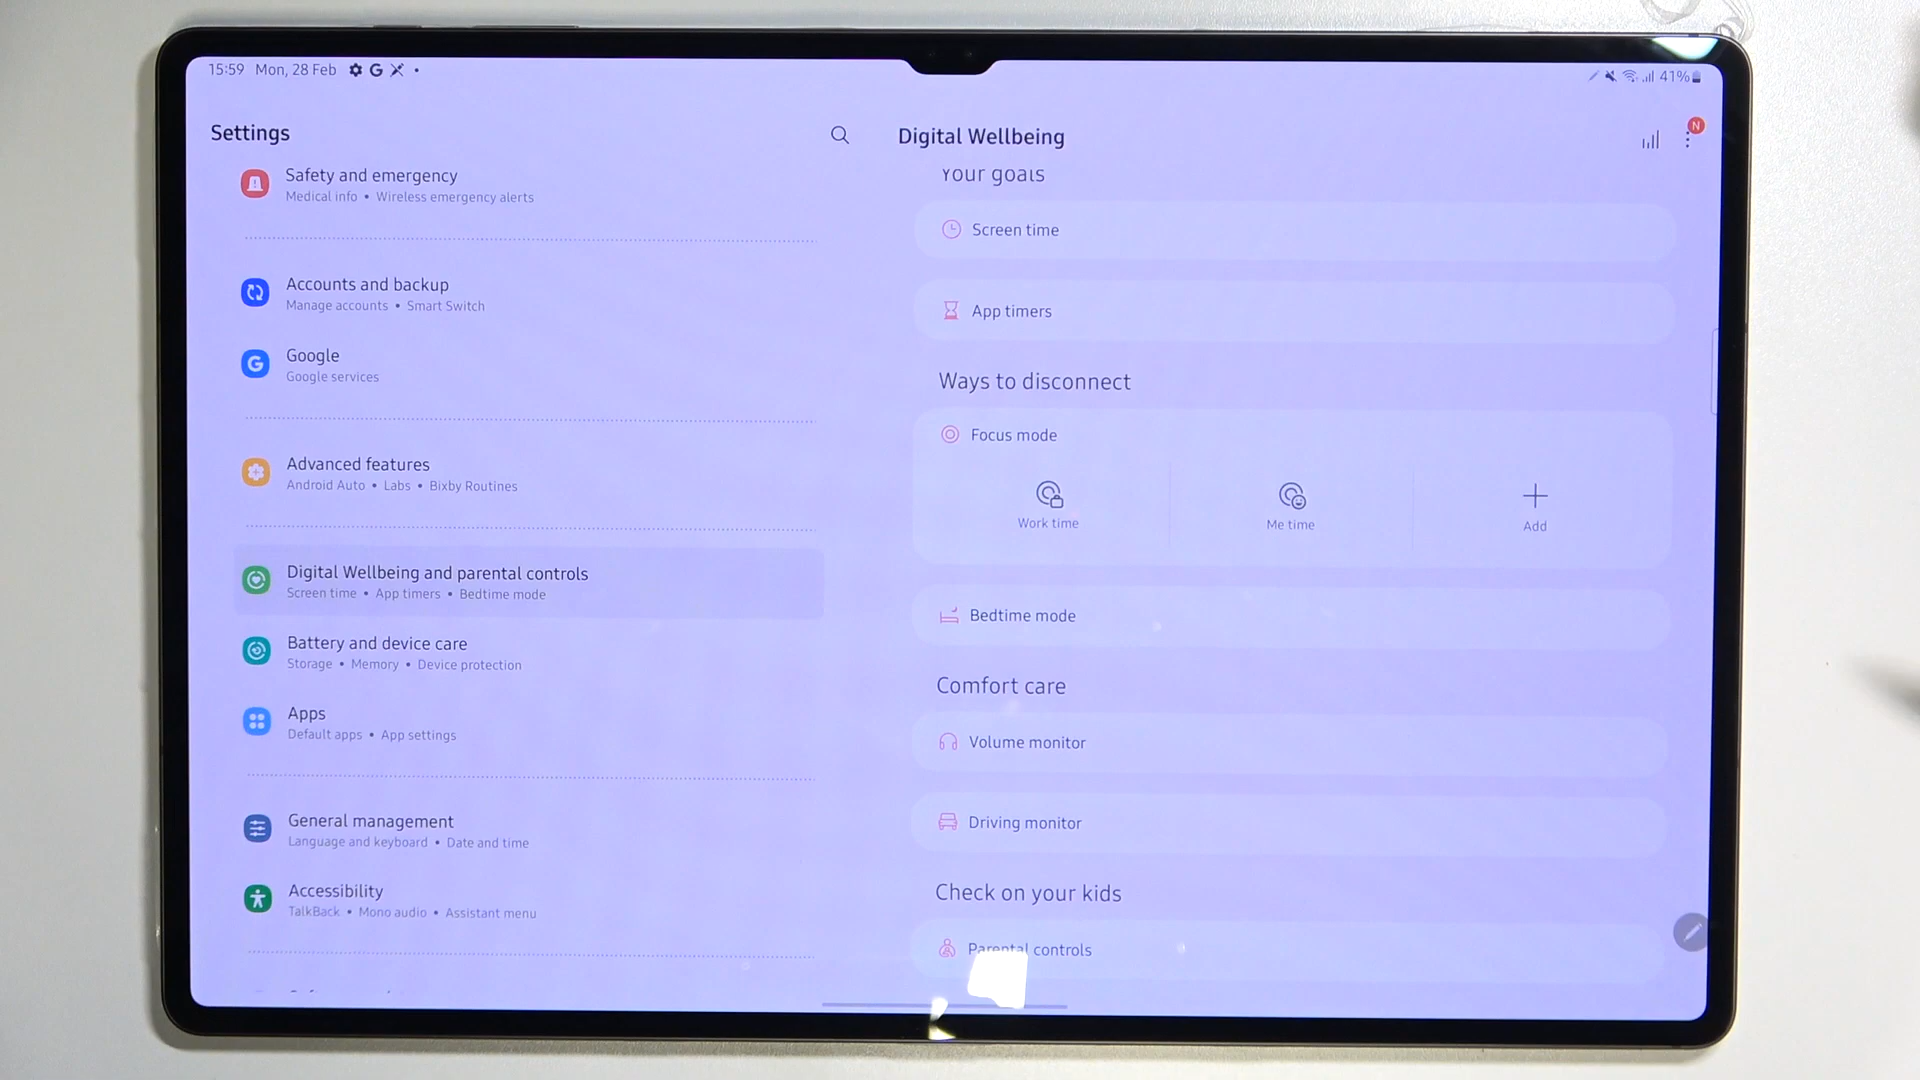 15:59 Mon, 28 Feb G
41%
Settings
Safety and emergency
Medical info • Wireless emergency alerts
Accounts and backup
Manage accounts • Smart Switch
G
Google
Google services
Advanced features
Android Auto • Labs • Bixby Routines
Digital Wellbeing and parental controls
Screen time • App timers • Bedtime mode
Battery and device care
Storage • Memory • Device protection
Apps
Default apps • App settings
General management
Language and keyboard • Date and time
Accessibility
TalkBack • Mono audio • Assistant menu
Digital Wellbeing
N
Your goals
Screen time
App timers
Ways to disconnect
Focus mode
Work time
Me time
Add
Bedtime mode
Comfort care
Volume monitor
Driving monitor
Check on your kids
Parental controls